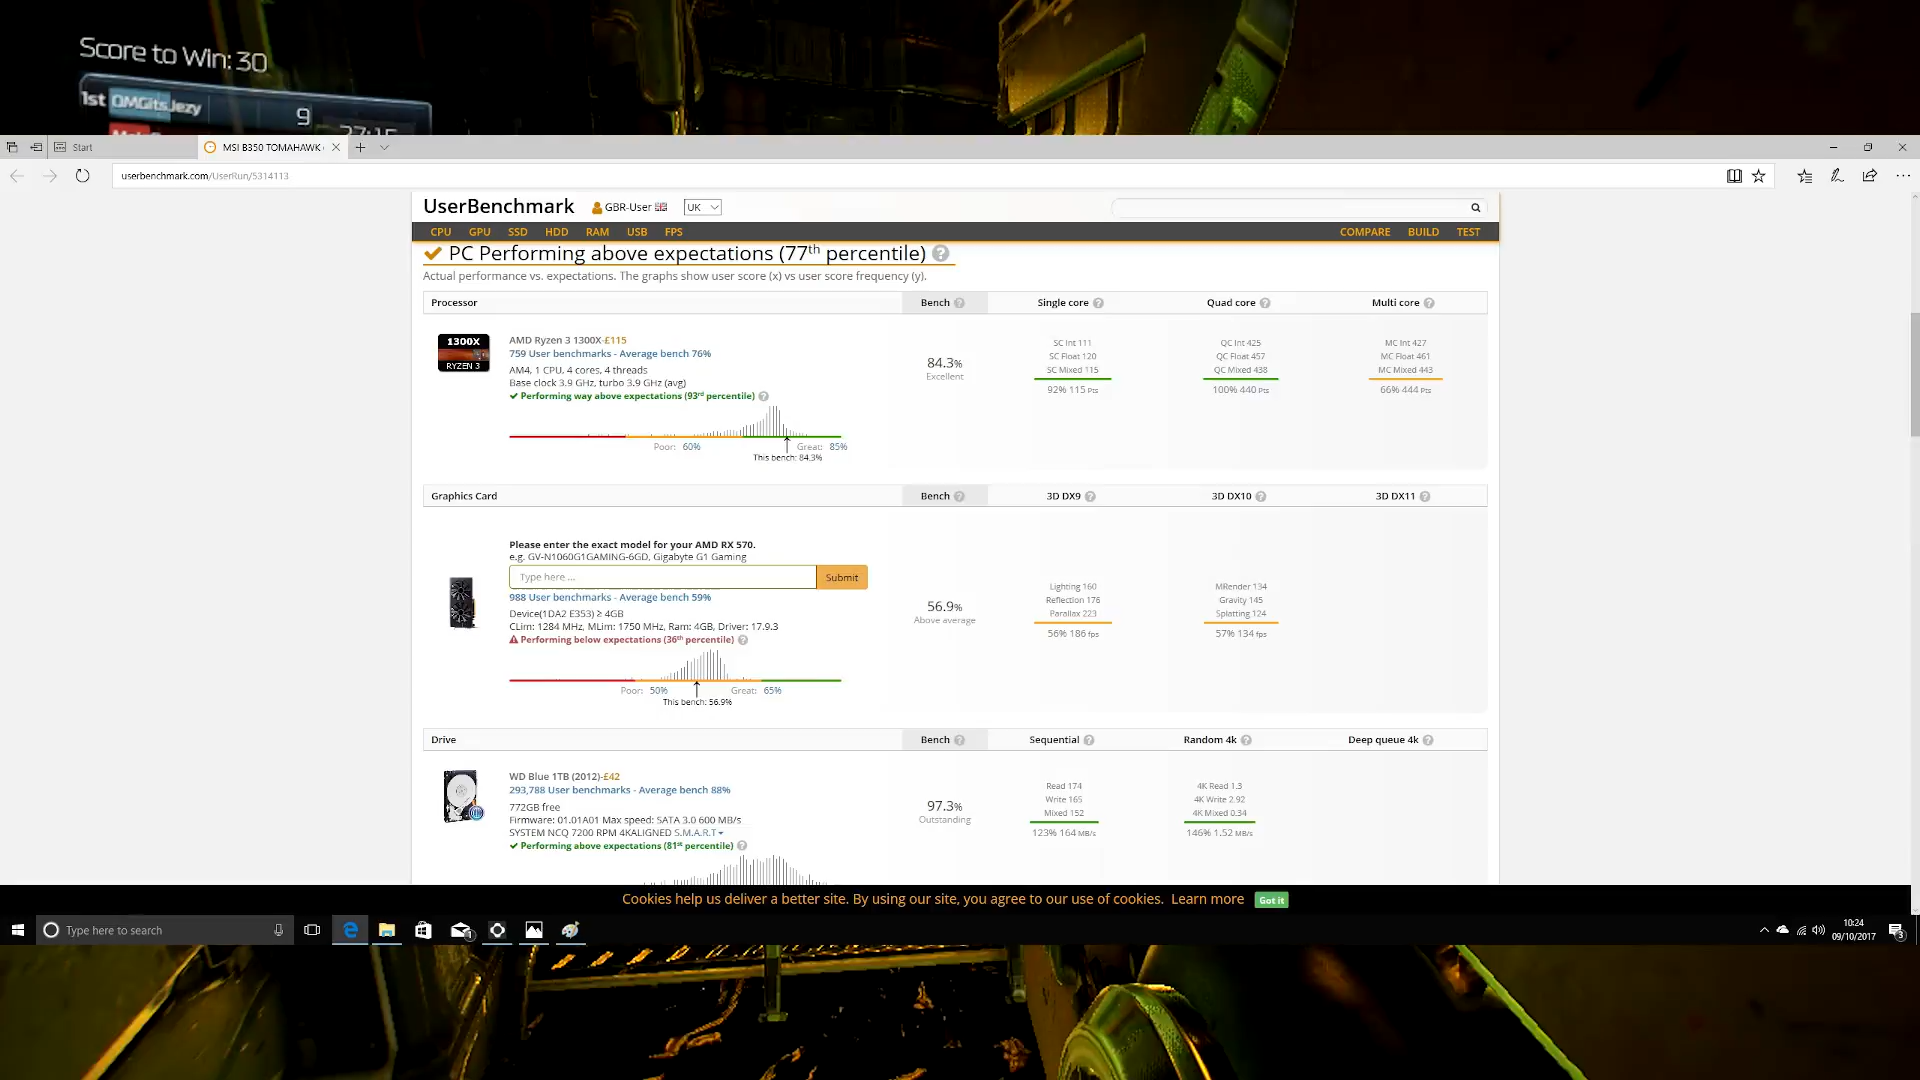 Score to Win: 30
1st OMGitsJezy 9
27:15
Start
MSI B350 TOMAHAWK
userbenchmark.com/UserRun/5314113
UserBenchmark GBR-User UK
CPU GPU SSD HDD RAM USB FPS COMPARE BUILD TEST
PC Performing above expectations (77th percentile) ?
Actual performance vs. expectations. The graphs show user score (x) vs user score frequency (y).
Processor Bench ? Single core ? Quad core ? Multi core ?
1300X
RYZEN 3
AMD Ryzen 3 1300X-£115
759 User benchmarks - Average bench 76%
AM4, 1 CPU, 4 cores, 4 threads
Base clock 3.9 GHz, turbo 3.9 GHz (avg)
Performing way above expectations (93rd percentile) ?
Poor: 60% Great: 85%
This bench: 84.3%
84.3%
Excellent
SC Int 111
SC Float 120
SC Mixed 115
92% 115 Pts
QC Int 425
QC Float 457
QC Mixed 438
100% 440 Pts
MC Int 427
MC Float 461
MC Mixed 443
66% 444 Pts
Graphics Card Bench ? 3D DX9 ? 3D DX10 ? 3D DX11 ?
Please enter the exact model for your AMD RX 570.
e.g. GV-N1060G1GAMING-6GD, Gigabyte G1 Gaming
Type here ... Submit
988 User benchmarks - Average bench 59%
Device(1DA2 E353) ≥ 4GB
CLim: 1284 MHz, MLim: 1750 MHz, Ram: 4GB, Driver: 17.9.3
Performing below expectations (36th percentile) ?
Poor: 50% Great: 65%
This bench: 56.9%
56.9%
Above average
Lighting 160
Reflection 176
Parallax 223
56% 186 fps
MRender 134
Gravity 145
Splatting 124
57% 134 fps
Drive Bench ? Sequential ? Random 4k ? Deep queue 4k ?
WD Blue 1TB (2012)-£42
293,788 User benchmarks - Average bench 88%
772GB free
Firmware: 01.01A01 Max speed: SATA 3.0 600 MB/s
SYSTEM NCQ 7200 RPM 4KALIGNED S.M.A.R.T
Performing above expectations (81st percentile) ?
97.3%
Outstanding
Read 174
Write 165
Mixed 152
123% 164 MB/s
4K Read 1.3
4K Write 2.92
4K Mixed 0.34
146% 1.52 MB/s
Cookies help us deliver a better site. By using our site, you agree to our use of cookies. Learn more Got it
Type here to search
1
10:24
09/10/2017
3